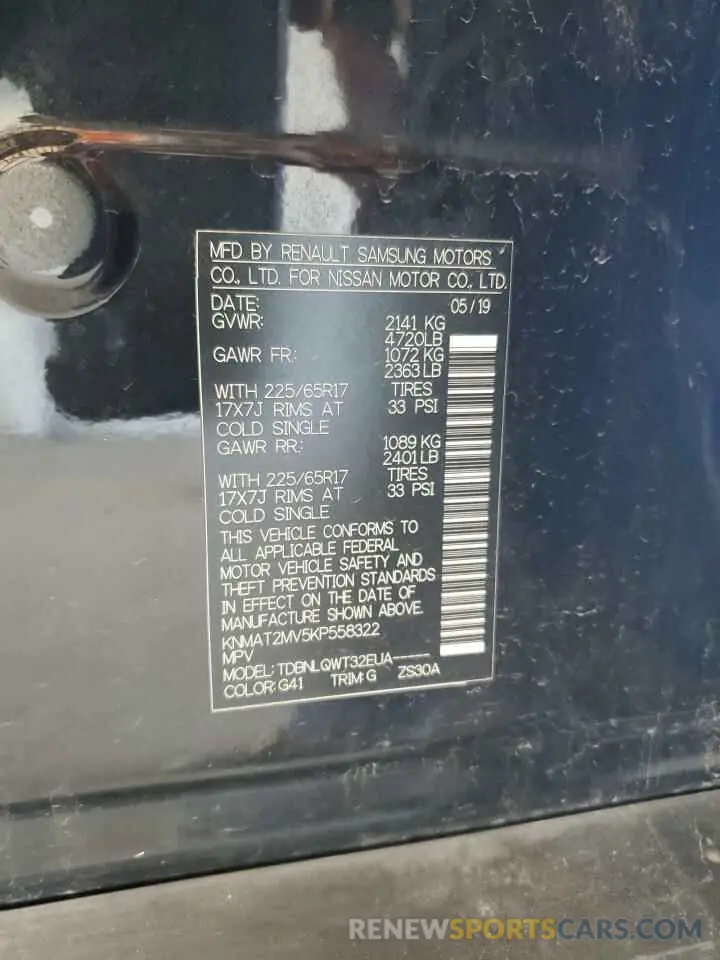 MFD BY RENAULT SAMSUNG MOTORS
CO., LTD. FOR NISSAN MOTOR CO., LTD.
DATE: 05/19
GVWR: 2141 KG
4720LB
GAWR FR: 1072 KG
2363LB
WITH 225/65R17 TIRES
17X7J RIMS AT 33 PSI
COLD SINGLE
GAWR RR: 1089 KG
2401LB
WITH 225/65R17 TIRES
17X7J RIMS AT 33 PSI
COLD SINGLE
THIS VEHICLE CONFORMS TO
ALL APPLICABLE FEDERAL
MOTOR VEHICLE SAFETY AND
THEFT PREVENTION STANDARDS
IN EFFECT ON THE DATE OF
MANUFACTURE SHOWN ABOVE.
KNMAT2MV5KP558322
MPV
MODEL: TDBNLQWT32EUA-----
COLOR: G41 TRIM: G ZS30A
RENEWSPORTSCARS.COM